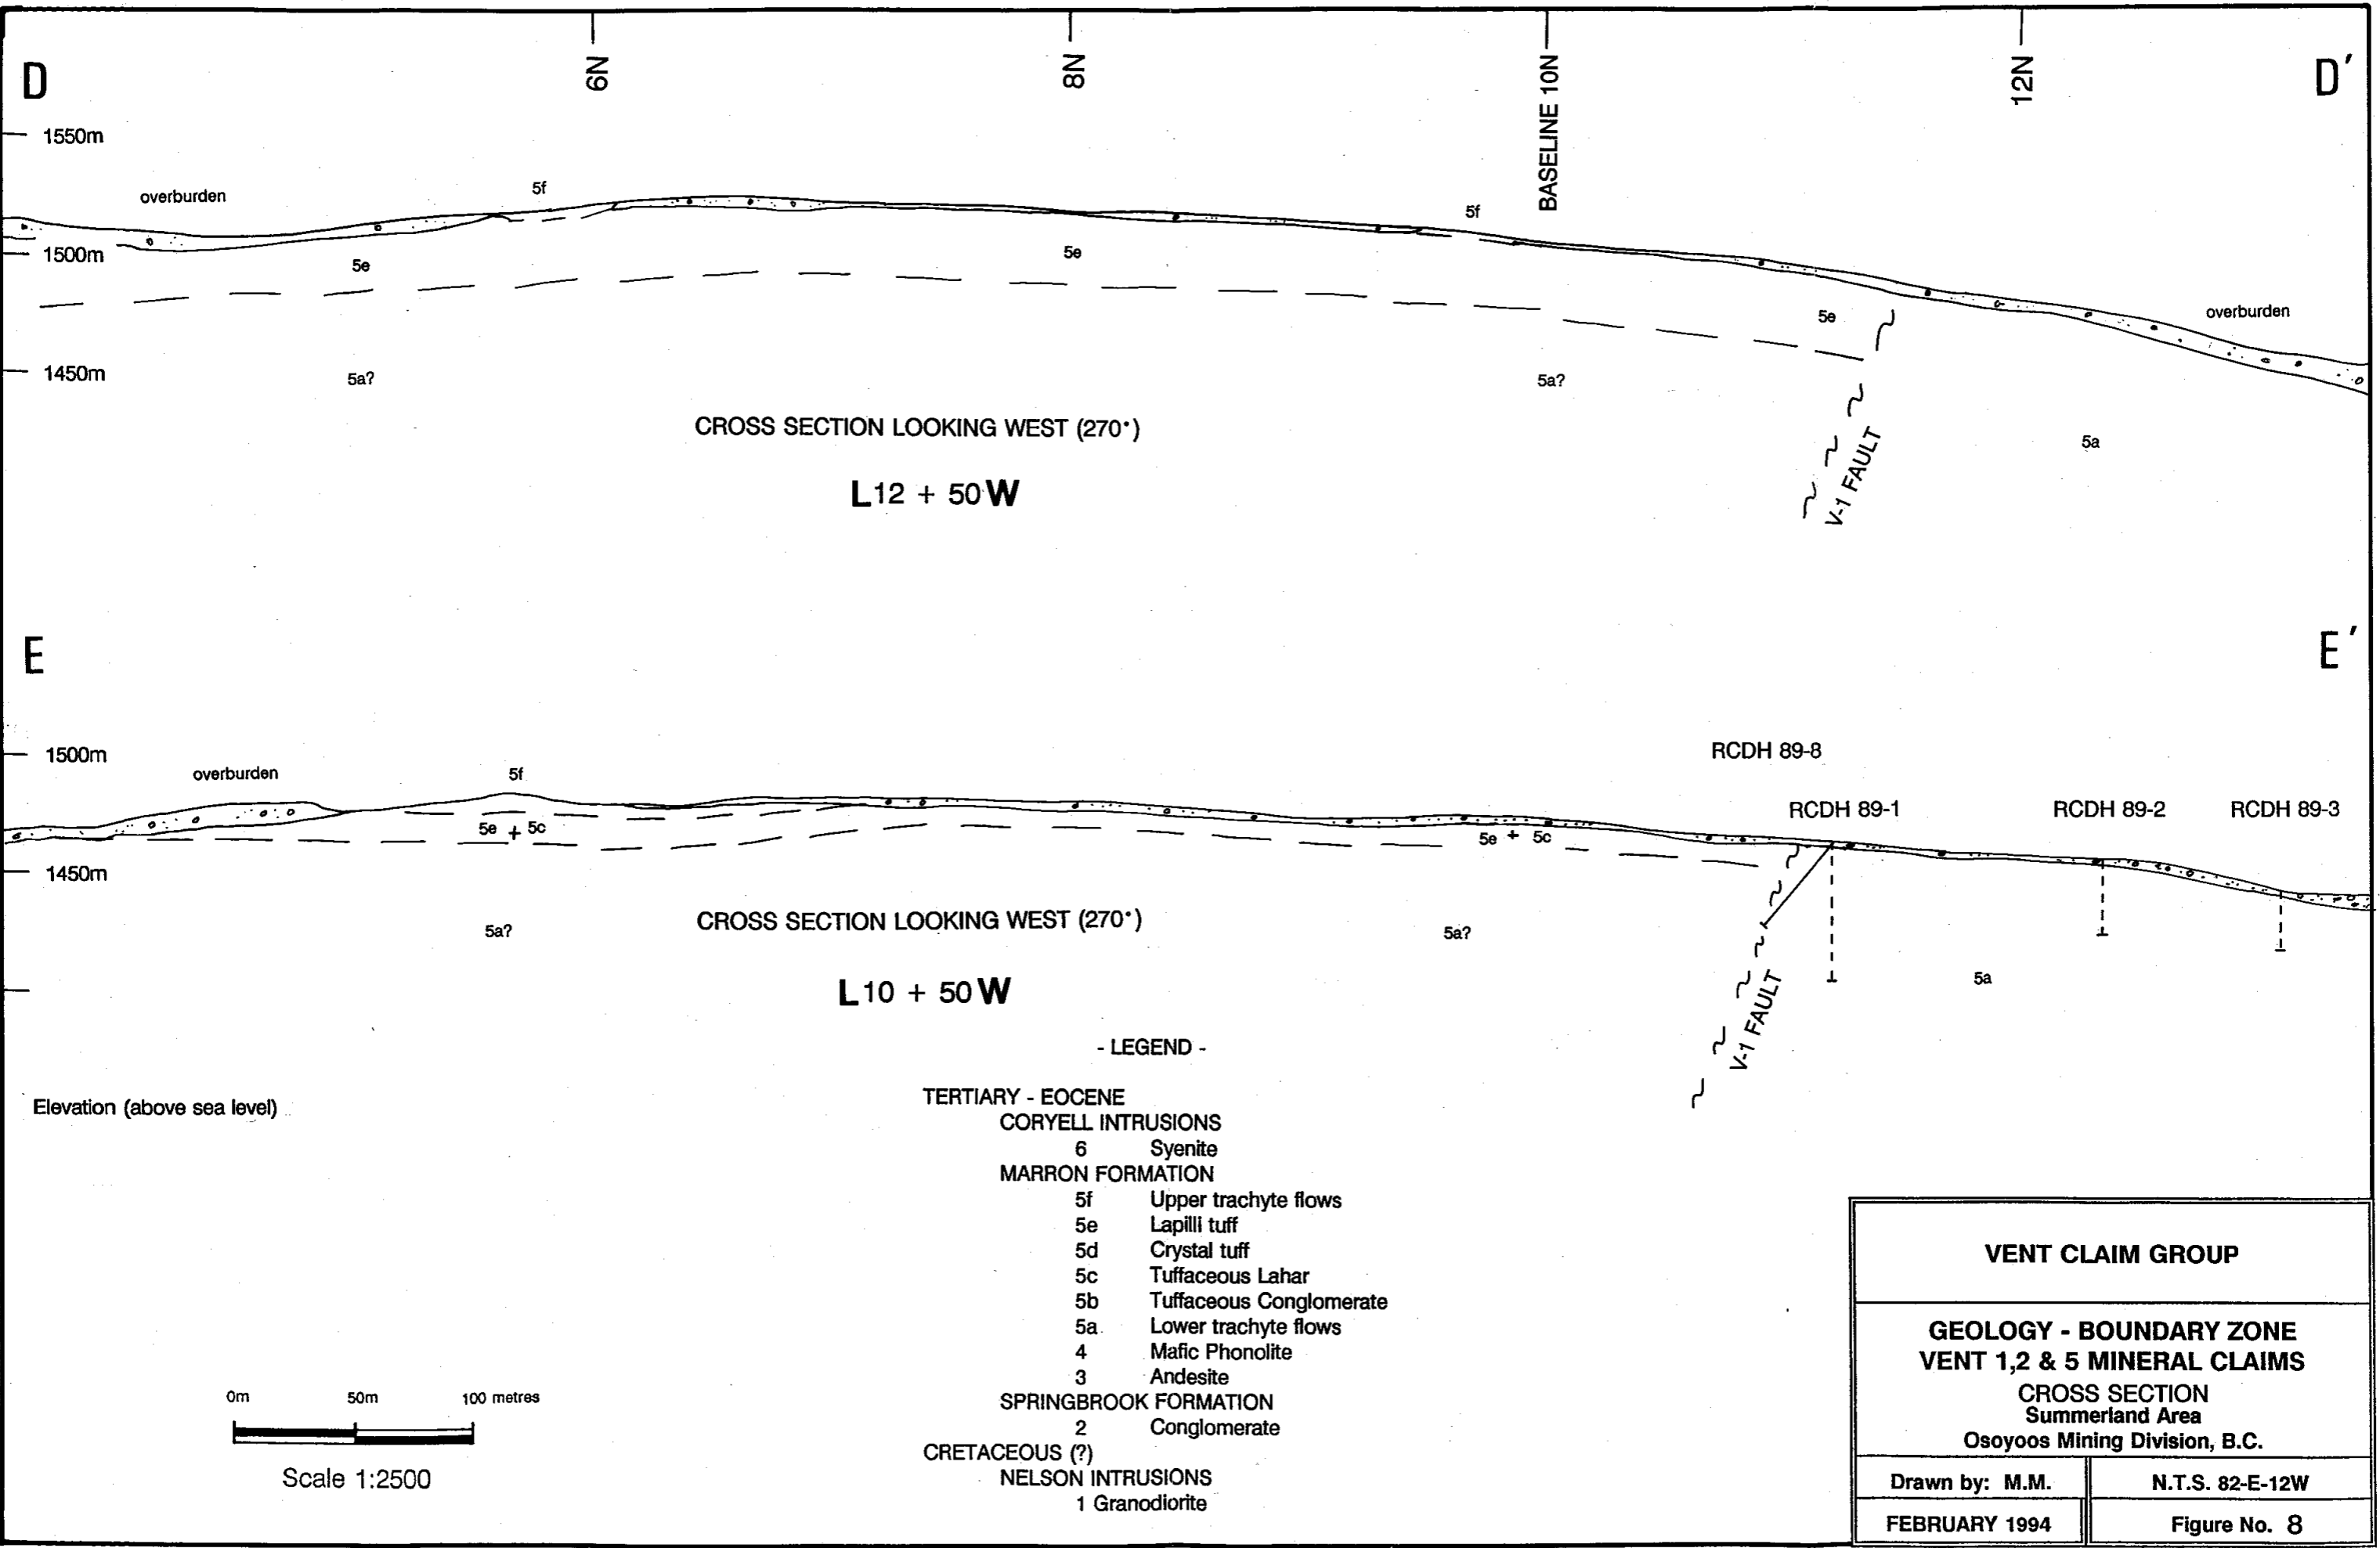 6N
8N
BASELINE 10N
12N
D
D'
1550m
overburden
5f
5f
1500m
5e
5e
5e
overburden
1450m
5a?
5a?
5a
V-1 FAULT
CROSS SECTION LOOKING WEST (270°)
L12 + 50 W
E
E'
1500m
overburden
5f
RCDH 89-8
RCDH 89-1
RCDH 89-2
RCDH 89-3
5e + 5c
5e + 5c
1450m
5a?
CROSS SECTION LOOKING WEST (270°)
5a?
5a
V-1 FAULT
L10 + 50 W
- LEGEND -
Elevation (above sea level)
TERTIARY - EOCENE
CORYELL INTRUSIONS
6 Syenite
MARRON FORMATION
5f Upper trachyte flows
5e Lapilli tuff
5d Crystal tuff
5c Tuffaceous Lahar
5b Tuffaceous Conglomerate
5a Lower trachyte flows
4 Mafic Phonolite
3 Andesite
SPRINGBROOK FORMATION
2 Conglomerate
CRETACEOUS (?)
NELSON INTRUSIONS
1 Granodiorite
0m 50m 100 metres
Scale 1:2500
VENT CLAIM GROUP
GEOLOGY - BOUNDARY ZONE
VENT 1,2 & 5 MINERAL CLAIMS
CROSS SECTION
Summerland Area
Osoyoos Mining Division, B.C.
Drawn by: M.M.
N.T.S. 82-E-12W
FEBRUARY 1994
Figure No. 8